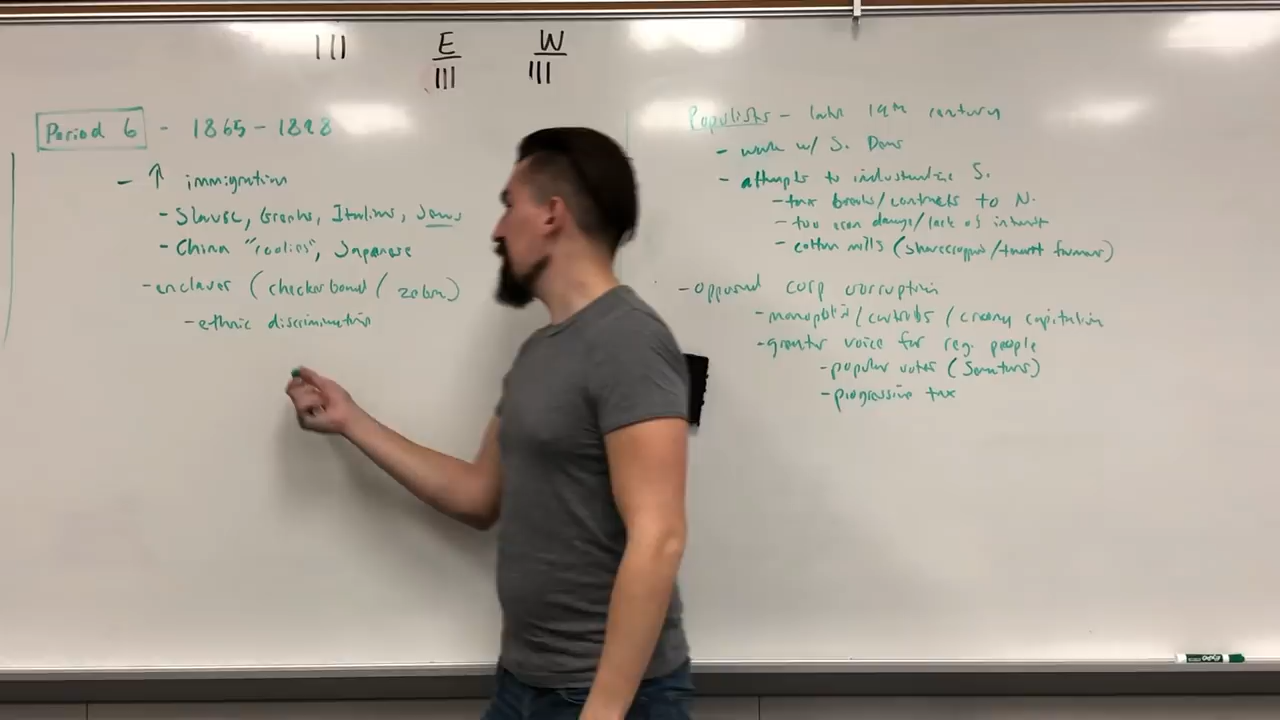 E W
Period 6 - 1865 - 1898
- ↑ immigration
- Slavic, Greeks, Italians, Jews
- China "coolies", Japanese
- enclaves (checkerboard / zebra)
- ethnic discrimination
Populists - late 19th century
- work w/ S. Dems
- attempts to industrialize S.
- tax breaks/contracts to N.
- too econ damage/lack of interest
- cotton mills (sharecroppers/tenant farmers)
- opposed corp corruption
- monopolies/cartels/crony capitalism
- greater voice for reg. people
- popular votes (Senators)
- progressive tax
EXPO